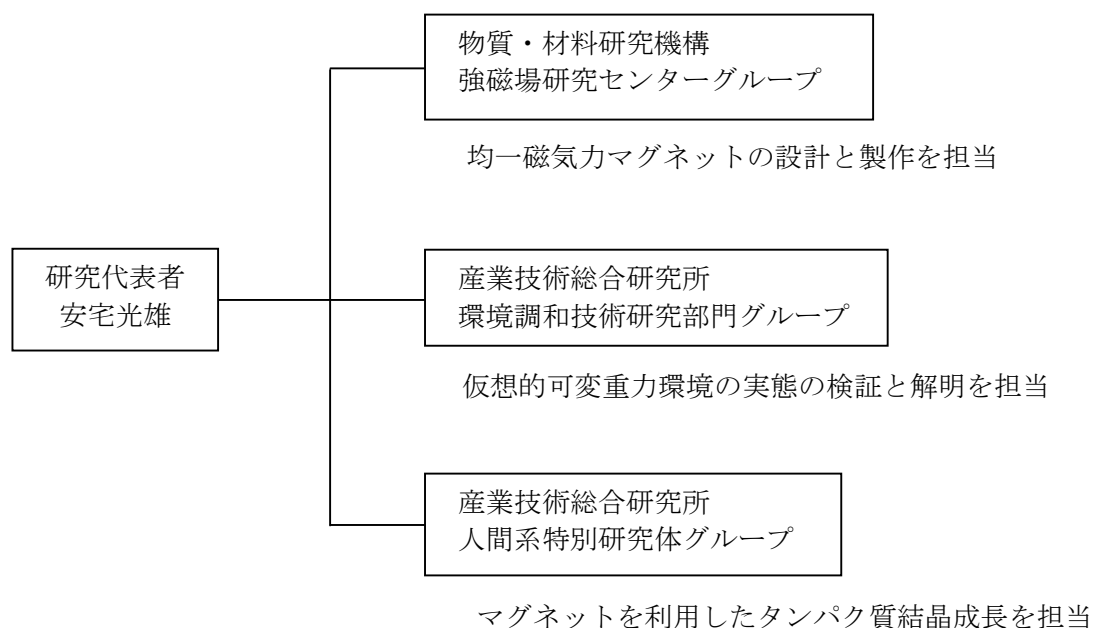 物質・材料研究機構
強磁場研究センターグループ
均一磁気力マグネットの設計と製作を担当
研究代表者
安宅光雄
産業技術総合研究所
環境調和技術研究部門グループ
仮想的可変重力環境の実態の検証と解明を担当
産業技術総合研究所
人間系特別研究体グループ
マグネットを利用したタンパク質結晶成長を担当